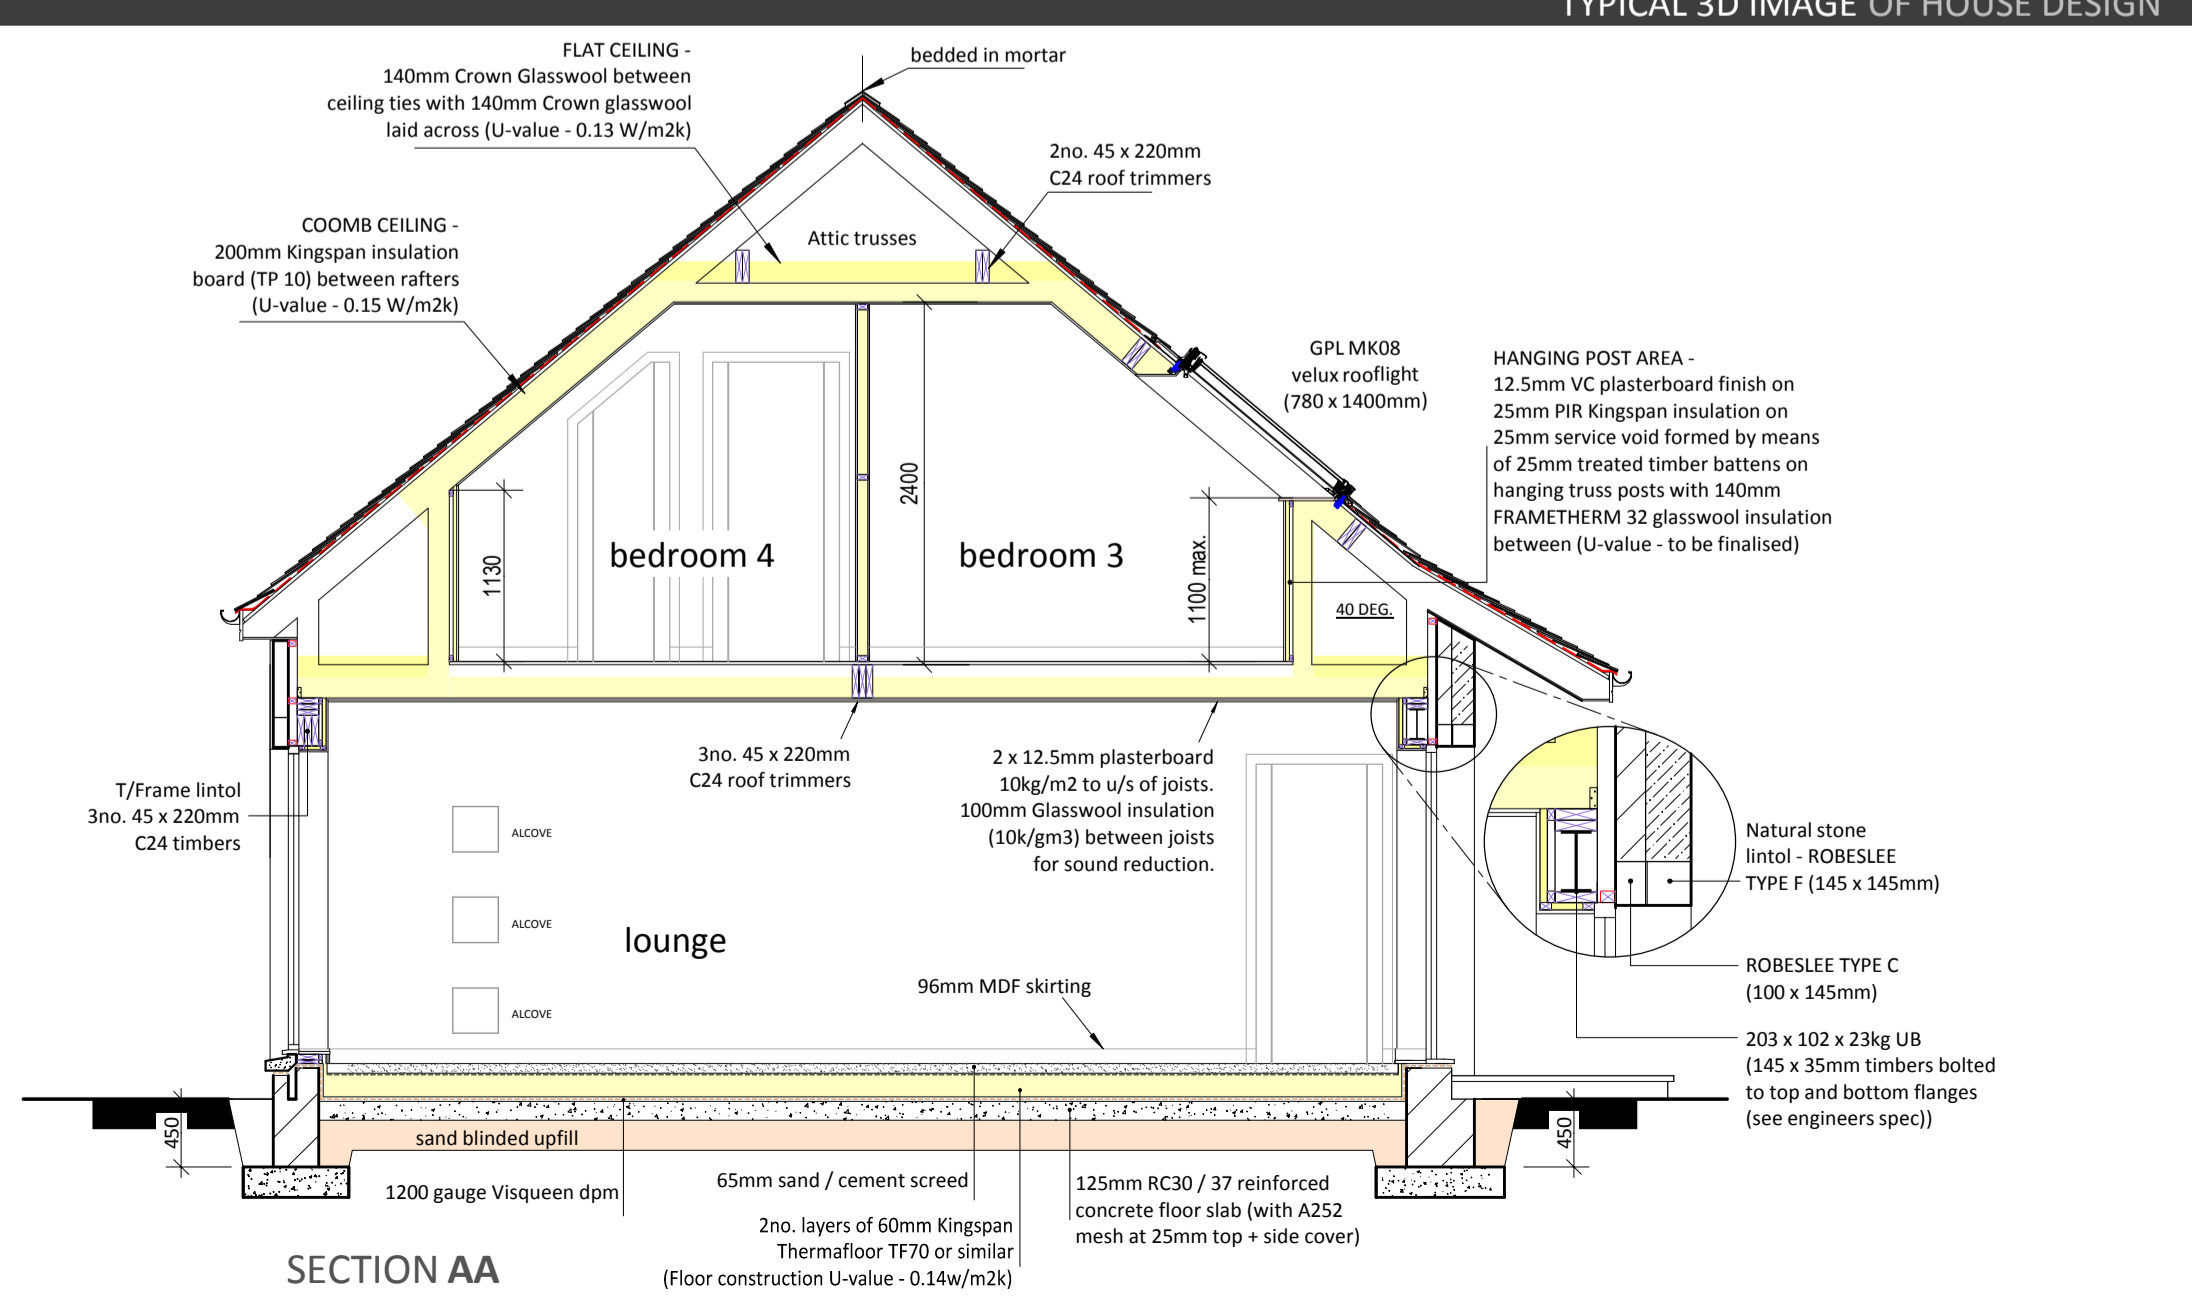 TYPICAL 3D IMAGE OF HOUSE DESIGN
FLAT CEILING -
140mm Crown Glasswool between
ceiling ties with 140mm Crown glasswool
laid across (U-value - 0.13 W/m2k)
bedded in mortar
2no. 45 x 220mm
C24 roof trimmers
COOMB CEILING -
200mm Kingspan insulation
board (TP 10) between rafters
(U-value - 0.15 W/m2k)
Attic trusses
GPL MK08
velux rooflight
(780 x 1400mm)
HANGING POST AREA -
12.5mm VC plasterboard finish on
25mm PIR Kingspan insulation on
25mm service void formed by means
of 25mm treated timber battens on
hanging truss posts with 140mm
FRAMETHERM 32 glasswool insulation
between (U-value - to be finalised)
2400
1130
bedroom 4
bedroom 3
1100 max.
40 DEG.
T/Frame lintol
3no. 45 x 220mm
C24 timbers
3no. 45 x 220mm
C24 roof trimmers
2 x 12.5mm plasterboard
10kg/m2 to u/s of joists.
100mm Glasswool insulation
(10k/gm3) between joists
for sound reduction.
ALCOVE
ALCOVE
ALCOVE
lounge
96mm MDF skirting
Natural stone
lintol - ROBESLEE
TYPE F (145 x 145mm)
ROBESLEE TYPE C
(100 x 145mm)
203 x 102 x 23kg UB
(145 x 35mm timbers bolted
to top and bottom flanges
(see engineers spec))
450
450
sand blinded upfill
1200 gauge Visqueen dpm
65mm sand / cement screed
2no. layers of 60mm Kingspan
Thermafloor TF70 or similar
(Floor construction U-value - 0.14w/m2k)
125mm RC30 / 37 reinforced
concrete floor slab (with A252
mesh at 25mm top + side cover)
SECTION AA